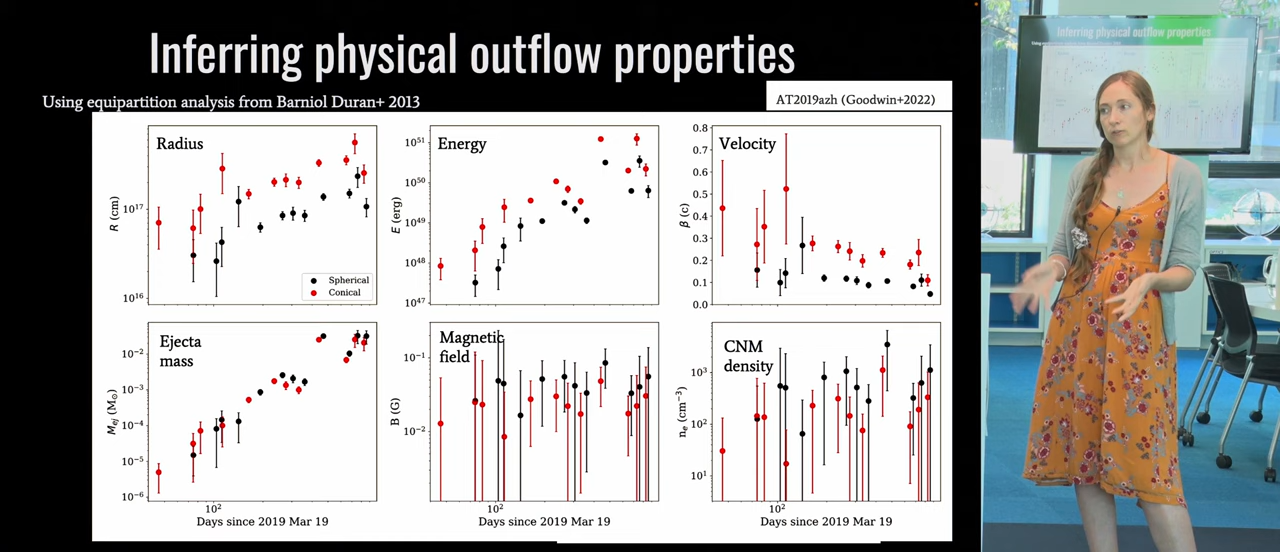 Inferring physical outflow properties
Using equipartition analysis from Barniol Duran+ 2013
AT2019azh (Goodwin+2022)
Radius
R (cm)
10^17
10^16
Spherical
Conical
Energy
E (erg)
10^51
10^50
10^49
10^48
10^47
Velocity
β (c)
0.8
0.7
0.6
0.5
0.4
0.3
0.2
0.1
0.0
Ejecta
mass
M_ej (M_⊙)
10^-2
10^-3
10^-4
10^-5
10^-6
10^2
Days since 2019 Mar 19
Magnetic
field
B (G)
10^-1
10^-2
10^2
Days since 2019 Mar 19
CNM
density
n_e (cm^-3)
10^3
10^2
10^1
10^2
Days since 2019 Mar 19
Inferring physical outflow properties